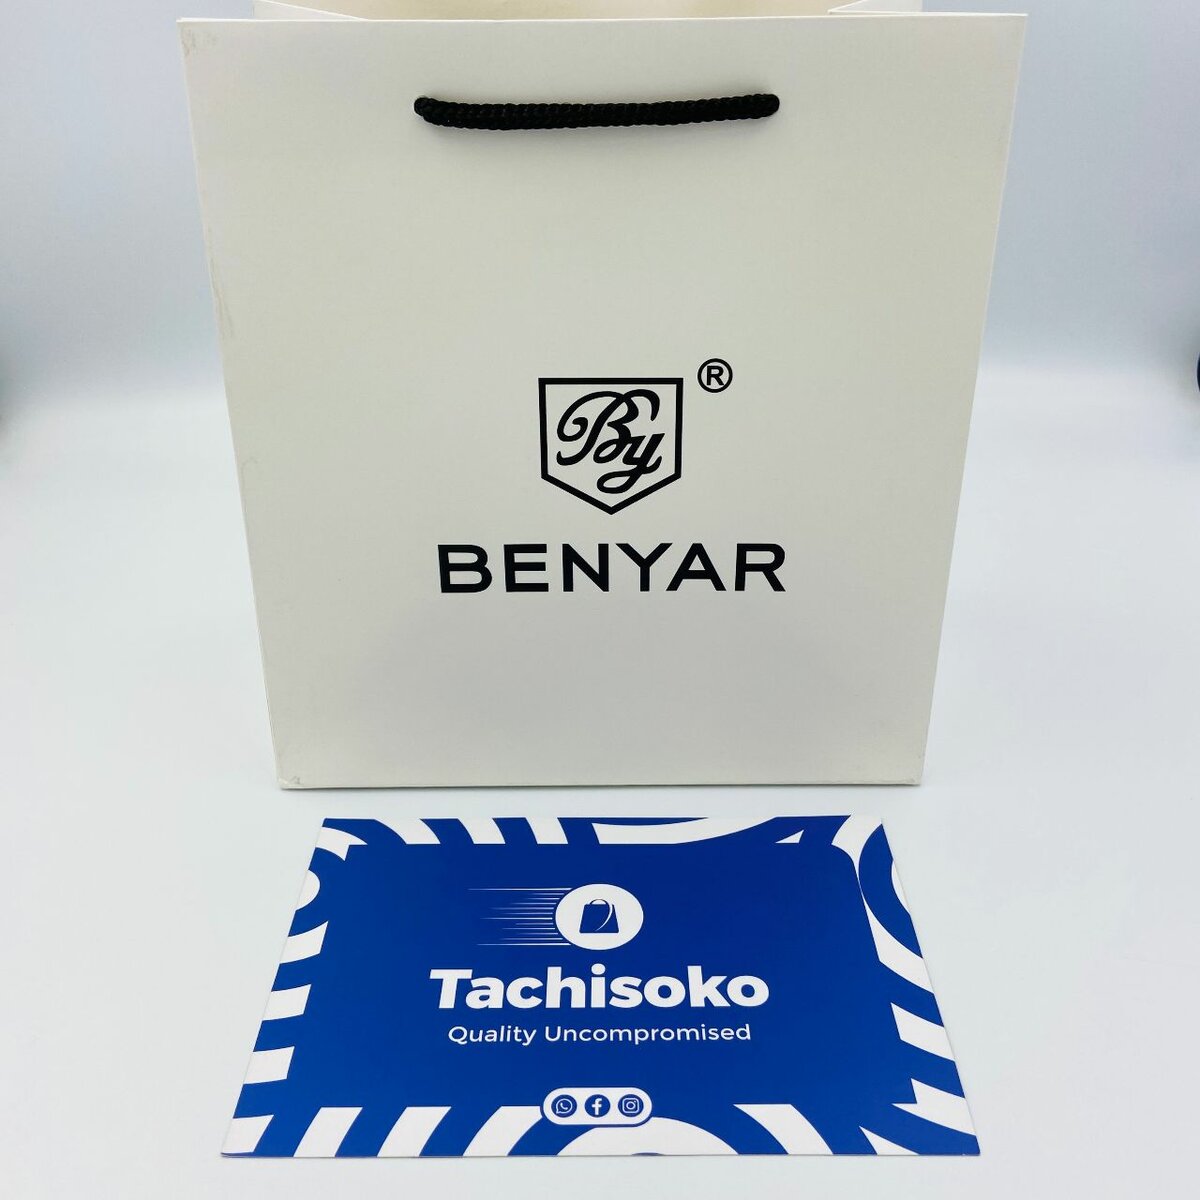 By ®
BENYAR
Tachisoko
Quality Uncompromised